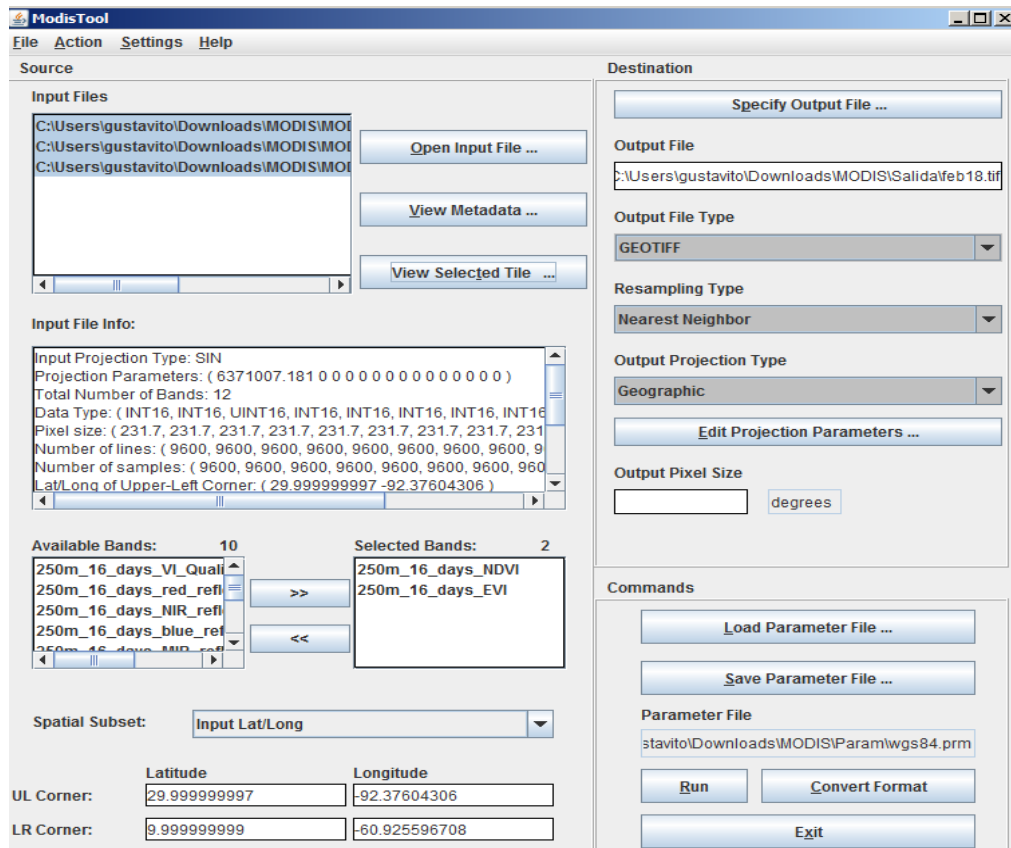 ModisTool
File Action Settings Help
Source
Input Files
C:\Users\gustavito\Downloads\MODIS\MOI
C:\Users\gustavito\Downloads\MODIS\MOI
C:\Users\gustavito\Downloads\MODIS\MOI
Open Input File ...
View Metadata ...
View Selected Tile ...
Input File Info:
Input Projection Type: SIN
Projection Parameters: ( 6371007.181 0 0 0 0 0 0 0 0 0 0 0 0 0 0 )
Total Number of Bands: 12
Data Type: ( INT16, INT16, UINT16, INT16, INT16, INT16, INT16, INT16
Pixel size: ( 231.7, 231.7, 231.7, 231.7, 231.7, 231.7, 231.7, 231
Number of lines: ( 9600, 9600, 9600, 9600, 9600, 9600, 9600, 9
Number of samples: ( 9600, 9600, 9600, 9600, 9600, 9600, 960
Lat/Long of Upper-Left Corner: ( 29.999999997 -92.37604306 )
Available Bands: 10
250m_16_days_VI_Quali
250m_16_days_red_refl
250m_16_days_NIR_refl
250m_16_days_blue_ref
250m_16_days_MIR_refl
>>
<<
Selected Bands: 2
250m_16_days_NDVI
250m_16_days_EVI
Spatial Subset: Input Lat/Long
Latitude Longitude
UL Corner: 29.999999997 -92.37604306
LR Corner: 9.999999999 -60.925596708
Destination
Specify Output File ...
Output File
C:\Users\gustavito\Downloads\MODIS\Salida\feb18.tif
Output File Type
GEOTIFF
Resampling Type
Nearest Neighbor
Output Projection Type
Geographic
Edit Projection Parameters ...
Output Pixel Size
degrees
Commands
Load Parameter File ...
Save Parameter File ...
Parameter File
stavito\Downloads\MODIS\Param\wgs84.prm
Run
Convert Format
Exit